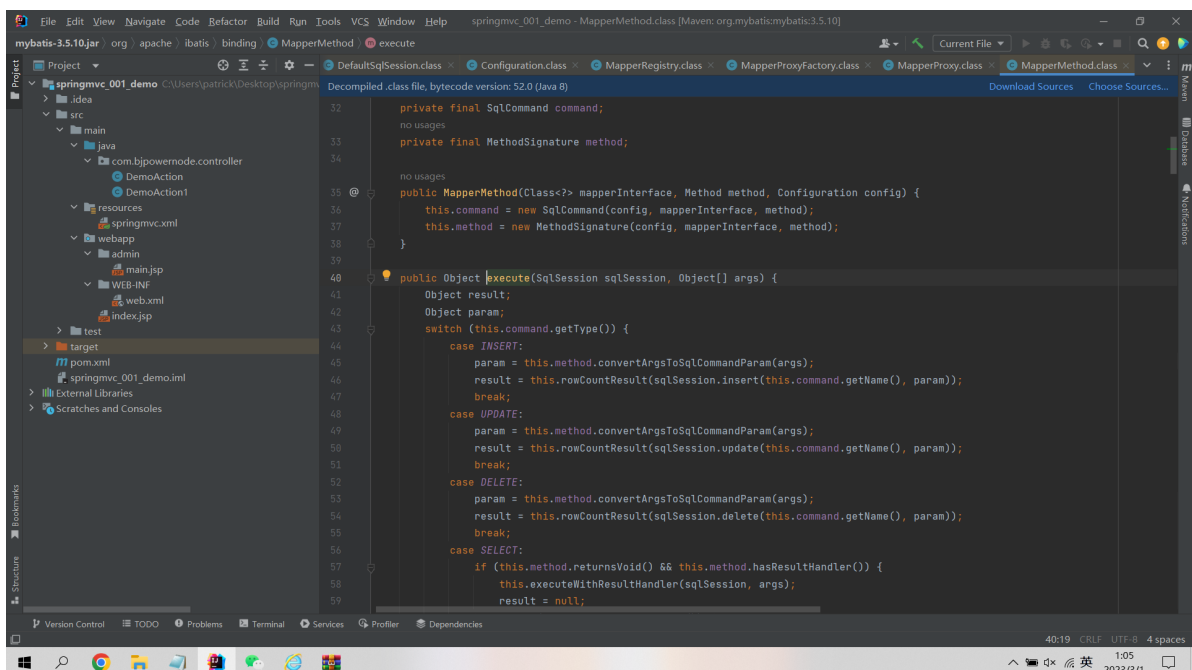 File Edit View Navigate Code Refactor Build Run Tools VCS Window Help springmvc_001_demo - MapperMethod.class [Maven: org.mybatis:mybatis:3.5.10]
mybatis-3.5.10.jar org apache ibatis binding MapperMethod execute Current File
Project
DefaultSqlSession.class Configuration.class MapperRegistry.class MapperProxyFactory.class MapperProxy.class MapperMethod.class
Decompiled .class file, bytecode version: 52.0 (Java 8) Download Sources Choose Sources...
Project
springmvc_001_demo C:\Users\patrick\Desktop\springm
.idea
src
main
java
com.bjpowernode.controller
DemoAction
DemoAction1
resources
springmvc.xml
webapp
admin
main.jsp
WEB-INF
web.xml
index.jsp
test
target
pom.xml
springmvc_001_demo.iml
External Libraries
Scratches and Consoles
Bookmarks
Structure
32 private final SqlCommand command;
no usages
33 private final MethodSignature method;
34
no usages
35 @ public MapperMethod(Class<?> mapperInterface, Method method, Configuration config) {
36 this.command = new SqlCommand(config, mapperInterface, method);
37 this.method = new MethodSignature(config, mapperInterface, method);
38 }
39
40 public Object execute(SqlSession sqlSession, Object[] args) {
41 Object result;
42 Object param;
43 switch (this.command.getType()) {
44 case INSERT:
45 param = this.method.convertArgsToSqlCommandParam(args);
46 result = this.rowCountResult(sqlSession.insert(this.command.getName(), param));
47 break;
48 case UPDATE:
49 param = this.method.convertArgsToSqlCommandParam(args);
50 result = this.rowCountResult(sqlSession.update(this.command.getName(), param));
51 break;
52 case DELETE:
53 param = this.method.convertArgsToSqlCommandParam(args);
54 result = this.rowCountResult(sqlSession.delete(this.command.getName(), param));
55 break;
56 case SELECT:
57 if (this.method.returnsVoid() && this.method.hasResultHandler()) {
58 this.executeWithResultHandler(sqlSession, args);
59 result = null;
Maven
Database
Notifications
Version Control TODO Problems Terminal Services Profiler Dependencies
40:19 CRLF UTF-8 4 spaces
英 1:05
2023/3/1